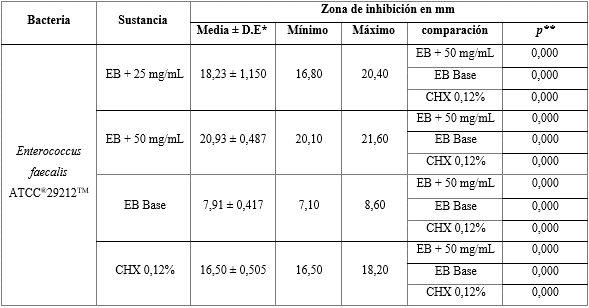 Bacteria Sustancia Zona de inhibición en mm
Media ± D.E* Mínimo Máximo comparación p**
Enterococcus
faecalis
ATCC®29212™
EB + 25 mg/mL 18,23 ± 1,150 16,80 20,40
EB + 50 mg/mL 0,000
EB Base 0,000
CHX 0,12% 0,000
EB + 50 mg/mL 20,93 ± 0,487 20,10 21,60
EB + 50 mg/mL 0,000
EB Base 0,000
CHX 0,12% 0,000
EB Base 7,91 ± 0,417 7,10 8,60
EB + 50 mg/mL 0,000
EB Base 0,000
CHX 0,12% 0,000
CHX 0,12% 16,50 ± 0,505 16,50 18,20
EB + 50 mg/mL 0,000
EB Base 0,000
CHX 0,12% 0,000